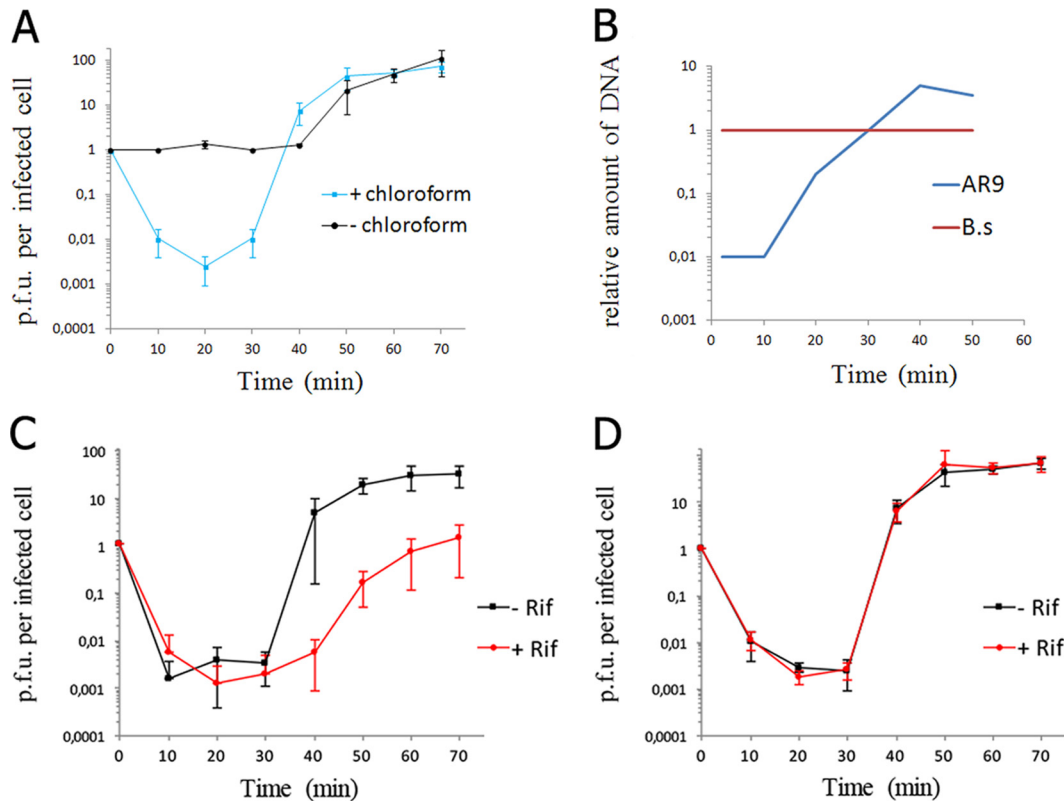 A
p.f.u. per infected cell
100
10
1
0,1
0,01
0,001
0,0001
0 10 20 30 40 50 60 70
Time (min)
+ chloroform
- chloroform
B
relative amount of DNA
10
1
0,1
0,01
0,001
0 10 20 30 40 50 60
Time (min)
AR9
B.s
C
p.f.u. per infected cell
100
10
1
0,1
0,01
0,001
0,0001
0 10 20 30 40 50 60 70
Time (min)
- Rif
+ Rif
D
p.f.u. per infected cell
10
1
0,1
0,01
0,001
0,0001
0 10 20 30 40 50 60 70
Time (min)
- Rif
+ Rif